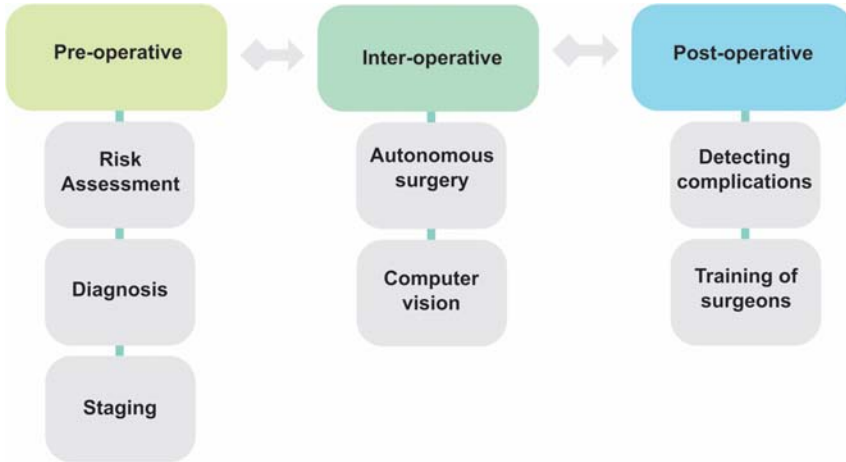 Pre-operative
Inter-operative
Post-operative
Risk
Assessment
Autonomous
surgery
Detecting
complications
Diagnosis
Computer
vision
Training of
surgeons
Staging